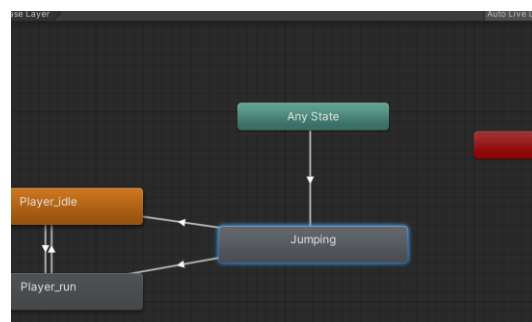 ase Layer
Auto Live L
Any State
Player_idle
Jumping
Player_run